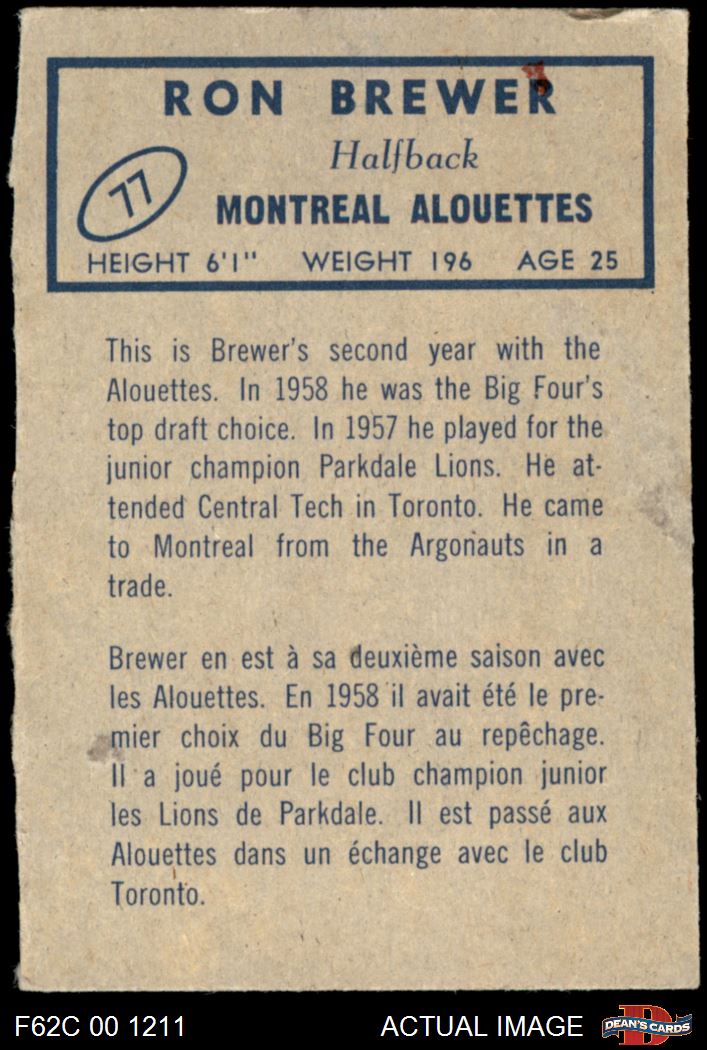 RON BREWER
Halfback
77
MONTREAL ALOUETTES
HEIGHT 6'1" WEIGHT 196 AGE 25
This is Brewer's second year with the
Alouettes. In 1958 he was the Big Four's
top draft choice. In 1957 he played for the
junior champion Parkdale Lions. He at-
tended Central Tech in Toronto. He came
to Montreal from the Argonauts in a
trade.
Brewer en est à sa deuxième saison avec
les Alouettes. En 1958 il avait été le pre-
mier choix du Big Four au repêchage.
Il a joué pour le club champion junior
les Lions de Parkdale. Il est passé aux
Alouettes dans un échange avec le club
Toronto.
F62C 00 1211
ACTUAL IMAGE
D
DEAN'S CARDS